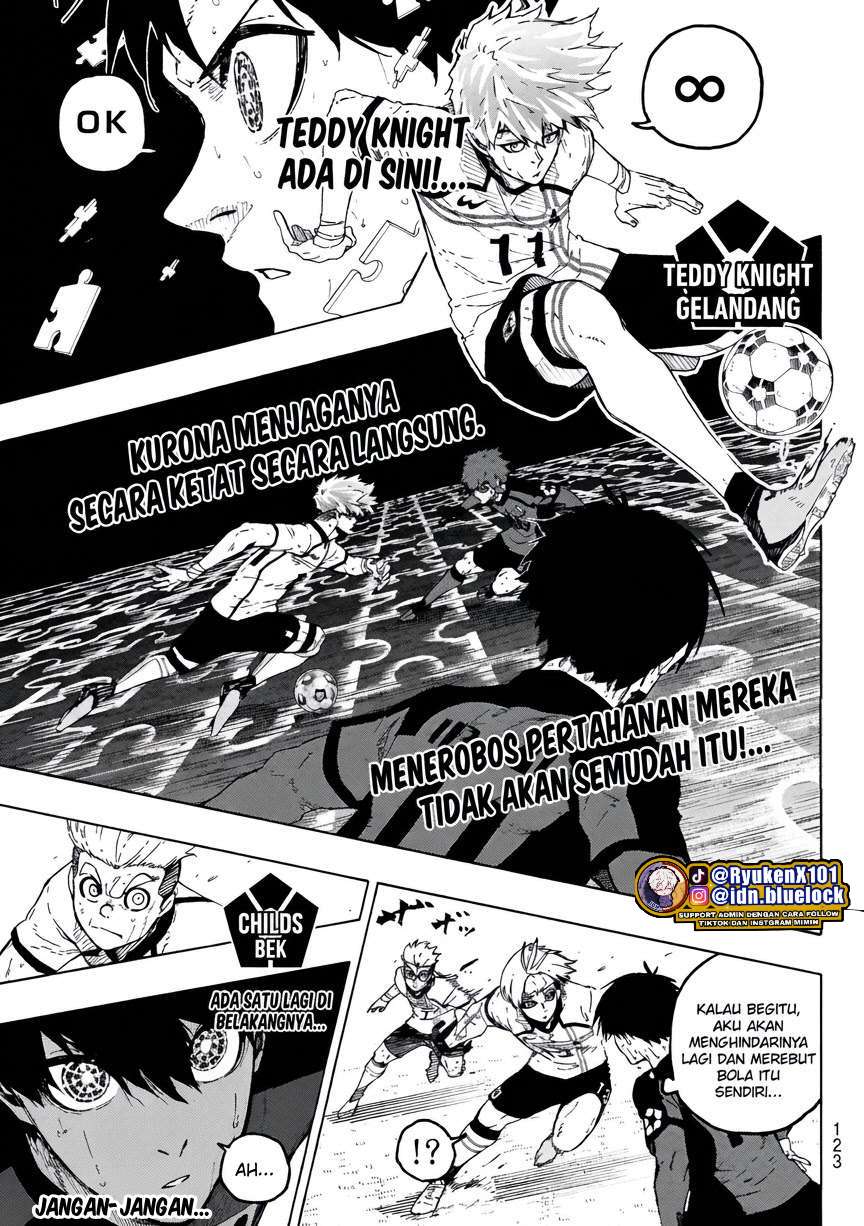 ∞
OK
TEDDY KNIGHT
ADA DI SINI!....
TEDDY KNIGHT
GELANDANG
11
KURONA MENJAGANYA
SECARA KETAT SECARA LANGSUNG.
MENEROBOS PERTAHANAN MEREKA
TIDAK AKAN SEMUDAH ITU!...
@RyukenX101
@idn.bluelock
SUPPORT ADMIN DENGAN CARA FOLLOW
TIKTOK DAN INSTGRAM MIMIN
CHILDS
BEK
ADA SATU LAGI DI
BELAKANGNYA...
KALAU BEGITU,
AKU AKAN
MENGHINDARINYA
LAGI DAN MEREBUT
BOLA ITU
SENDIRI...
!?
AH...
JANGAN-JANGAN...
123